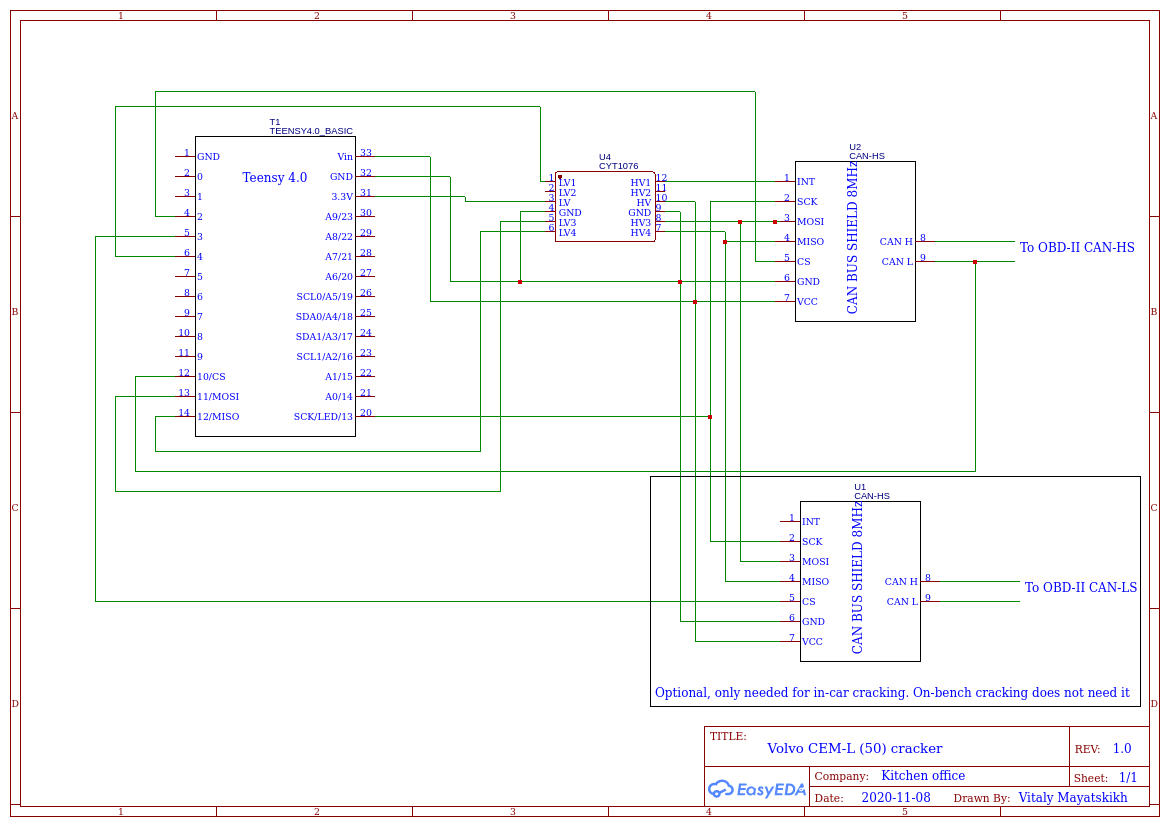 1 2 3 4 5
A A
B B
C C
D D
T1
TEENSY4.0_BASIC
Teensy 4.0
1 GND Vin 33
2 0 GND 32
3 1 3.3V 31
4 2 A9/23 30
5 3 A8/22 29
6 4 A7/21 28
7 5 A6/20 27
8 6 SCL0/A5/19 26
9 7 SDA0/A4/18 25
10 8 SDA1/A3/17 24
11 9 SCL1/A2/16 23
12 10/CS A1/15 22
13 11/MOSI A0/14 21
14 12/MISO SCK/LED/13 20
U4
CYT1076
1 LV1 HV1 12
2 LV2 HV2 11
3 LV HV 10
4 GND GND 9
5 LV3 HV3 8
6 LV4 HV4 7
U2
CAN-HS
CAN BUS SHIELD 8MHz
1 INT
2 SCK
3 MOSI
4 MISO CAN H 8
5 CS CAN L 9
6 GND
7 VCC
To OBD-II CAN-HS
U1
CAN-HS
CAN BUS SHIELD 8MHz
1 INT
2 SCK
3 MOSI
4 MISO CAN H 8
5 CS CAN L 9
6 GND
7 VCC
To OBD-II CAN-LS
Optional, only needed for in-car cracking. On-bench cracking does not need it
TITLE:
Volvo CEM-L (50) cracker
REV: 1.0
EasyEDA
Company: Kitchen office
Sheet: 1/1
Date: 2020-11-08 Drawn By: Vitaly Mayatskikh
1 2 3 4 5